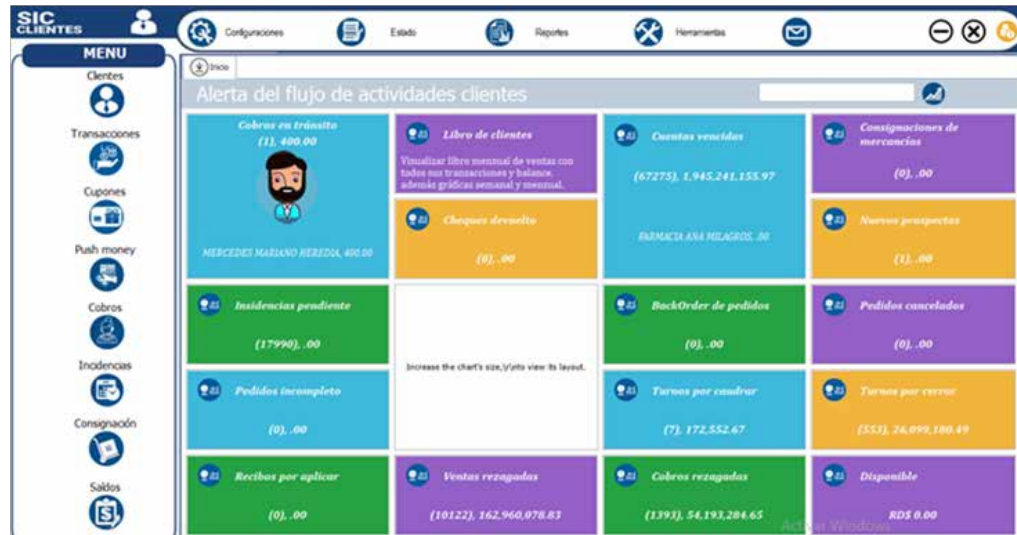 SIC
CLIENTES
Configuraciones
Estado
Reportes
Herramientas
MENU
Clientes
Transacciones
Cupones
Push money
Cobros
Incidencias
Consignación
Saldos
Inicio
Alerta del flujo de actividades clientes
Cobros en tránsito
(1), 400.00
MERCEDES MARIANO HEREDIA, 400.00
Libro de clientes
Visualizar libro mensual de ventas con
todos sus transacciones y balance,
además gráficas semanal y mensual.
Cuentas vencidas
(67275), 1,945,241,155.97
FARMACIA ANA MILAGROS, .00
Consignaciones de
mercancías
(0), .00
Cheques devuelto
(0), .00
Nuevos prospectos
(1), .00
Insidencias pendiente
(17990), .00
Increase the chart's size,\r\nto view its layout.
BackOrder de pedidos
(0), .00
Pedidos cancelados
(0), .00
Pedidos incompleto
(0), .00
Turnos por cuadrar
(7), 172,552.67
Turnos por cerrar
(553), 26,099,180.49
Recibos por aplicar
(0), .00
Ventas rezagadas
(10122), 162,960,078.83
Cobros rezagadas
(1393), 54,193,284.65
Disponible
RD$ 0.00
Activar Windows